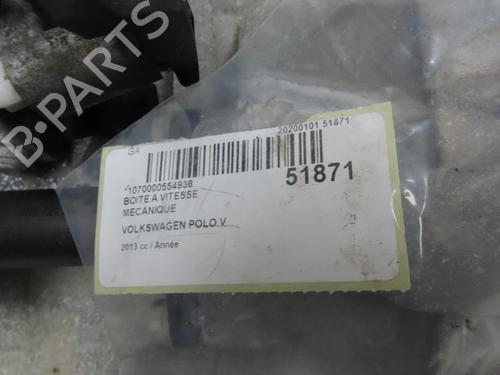 B-PARTS
GA
20200101 51871
*1070000554938
51871
BOITE A VITESSE
MECANIQUE
VOLKSWAGEN POLO V
2013 cc / Année